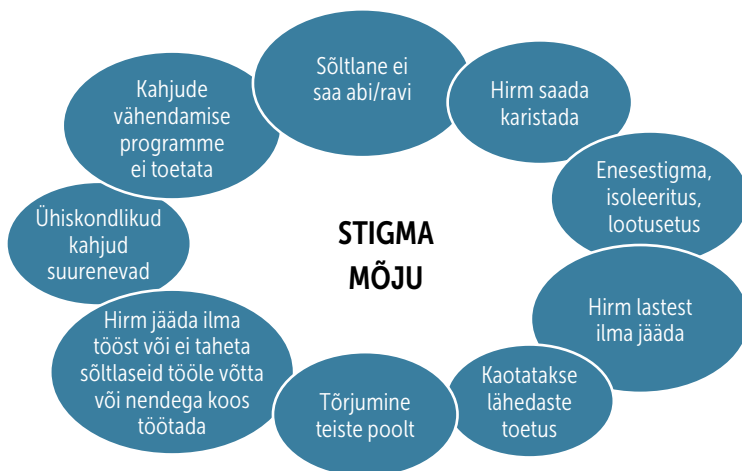 Sõltlane ei
saa abi/ravi
Hirm saada
karistada
Enesestigma,
isoleeritus,
lootusetus
Hirm lastest
ilma jääda
Kaotatakse
lähedaste
toetus
Tõrjumine
teiste poolt
Hirm jääda ilma
tööst või ei taheta
sõltlaseid tööle võtta
või nendega koos
töötada
Ühiskondlikud
kahjud
suurenevad
Kahjude
vähendamise
programme
ei toetata
STIGMA
MÕJU